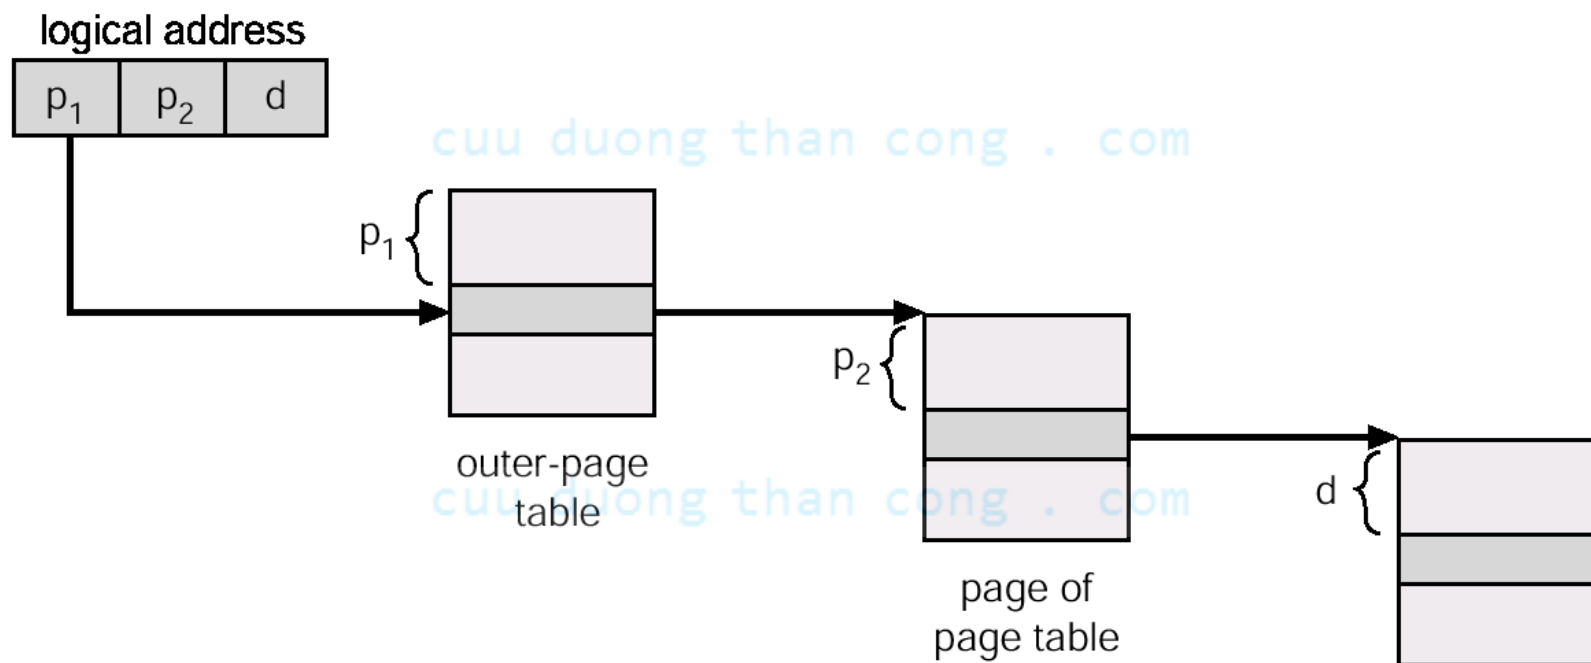 logical address
p₁ p₂ d
cuu duong than cong . com
p₁
p₂
outer-page
table
cuu duong than cong . com
d
page of
page table